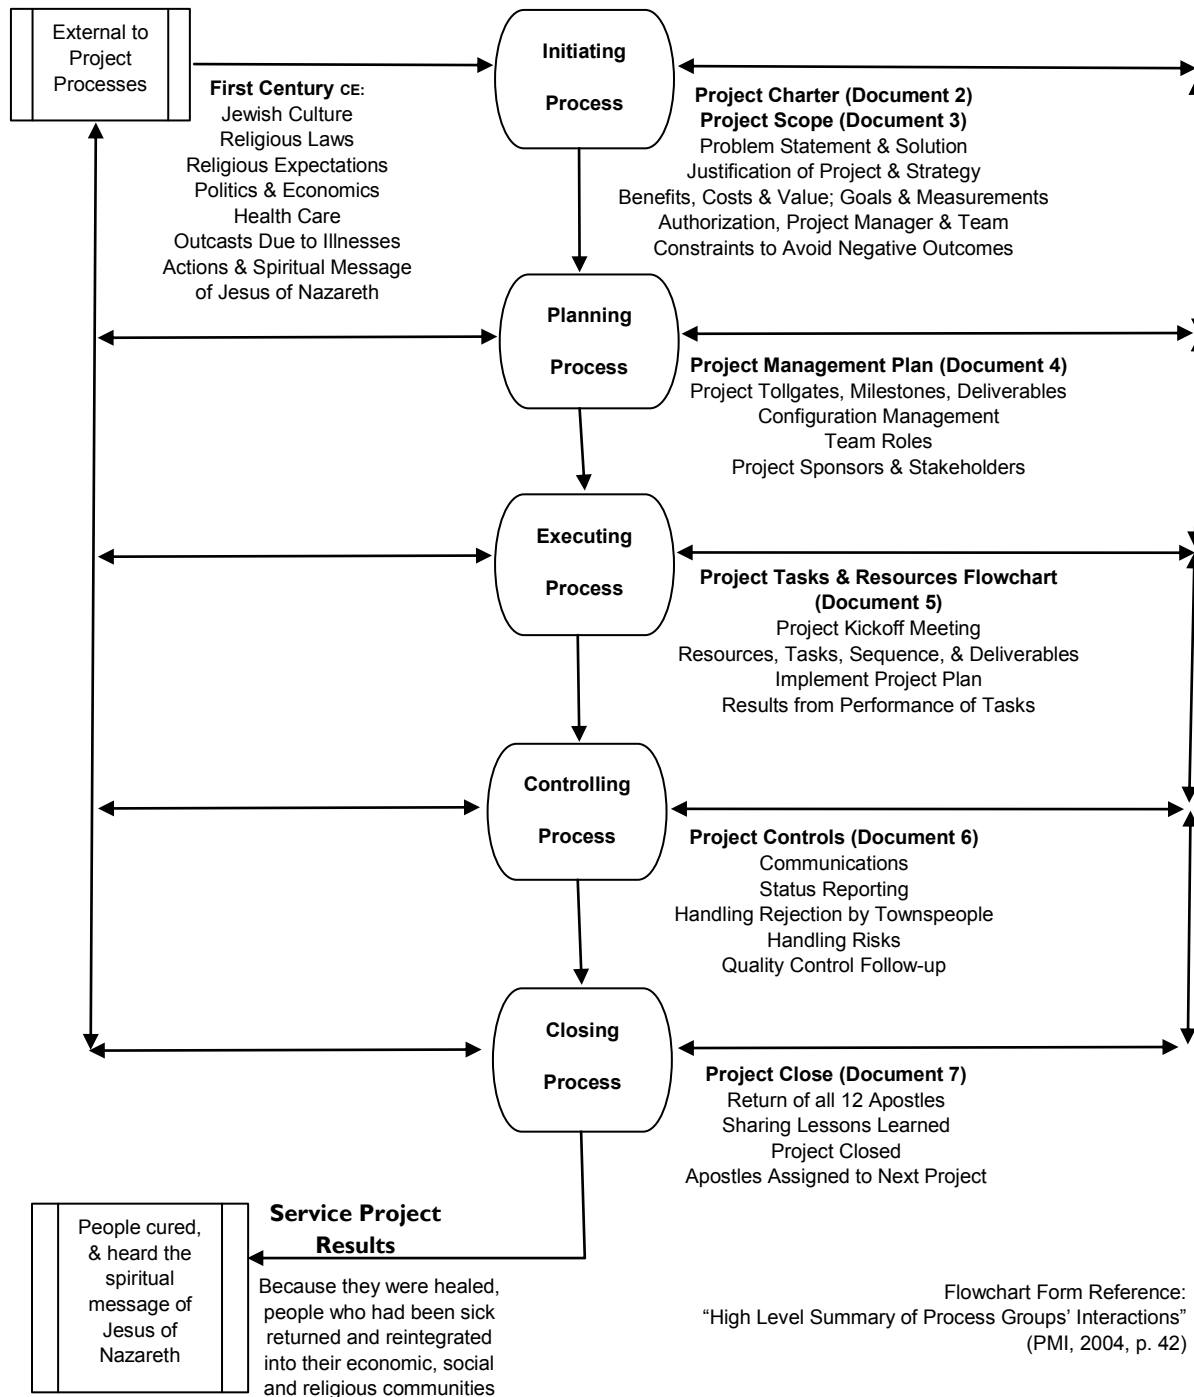 External to
Project
Processes
First Century CE:
Jewish Culture
Religious Laws
Religious Expectations
Politics & Economics
Health Care
Outcasts Due to Illnesses
Actions & Spiritual Message
of Jesus of Nazareth
Initiating
Process
Project Charter (Document 2)
Project Scope (Document 3)
Problem Statement & Solution
Justification of Project & Strategy
Benefits, Costs & Value; Goals & Measurements
Authorization, Project Manager & Team
Constraints to Avoid Negative Outcomes
Planning
Process
Project Management Plan (Document 4)
Project Tollgates, Milestones, Deliverables
Configuration Management
Team Roles
Project Sponsors & Stakeholders
Executing
Process
Project Tasks & Resources Flowchart
(Document 5)
Project Kickoff Meeting
Resources, Tasks, Sequence, & Deliverables
Implement Project Plan
Results from Performance of Tasks
Controlling
Process
Project Controls (Document 6)
Communications
Status Reporting
Handling Rejection by Townspeople
Handling Risks
Quality Control Follow-up
Closing
Process
Project Close (Document 7)
Return of all 12 Apostles
Sharing Lessons Learned
Project Closed
Apostles Assigned to Next Project
People cured,
& heard the
spiritual
message of
Jesus of
Nazareth
Service Project
Results
Because they were healed,
people who had been sick
returned and reintegrated
into their economic, social
and religious communities
Flowchart Form Reference:
“High Level Summary of Process Groups’ Interactions”
(PMI, 2004, p. 42)